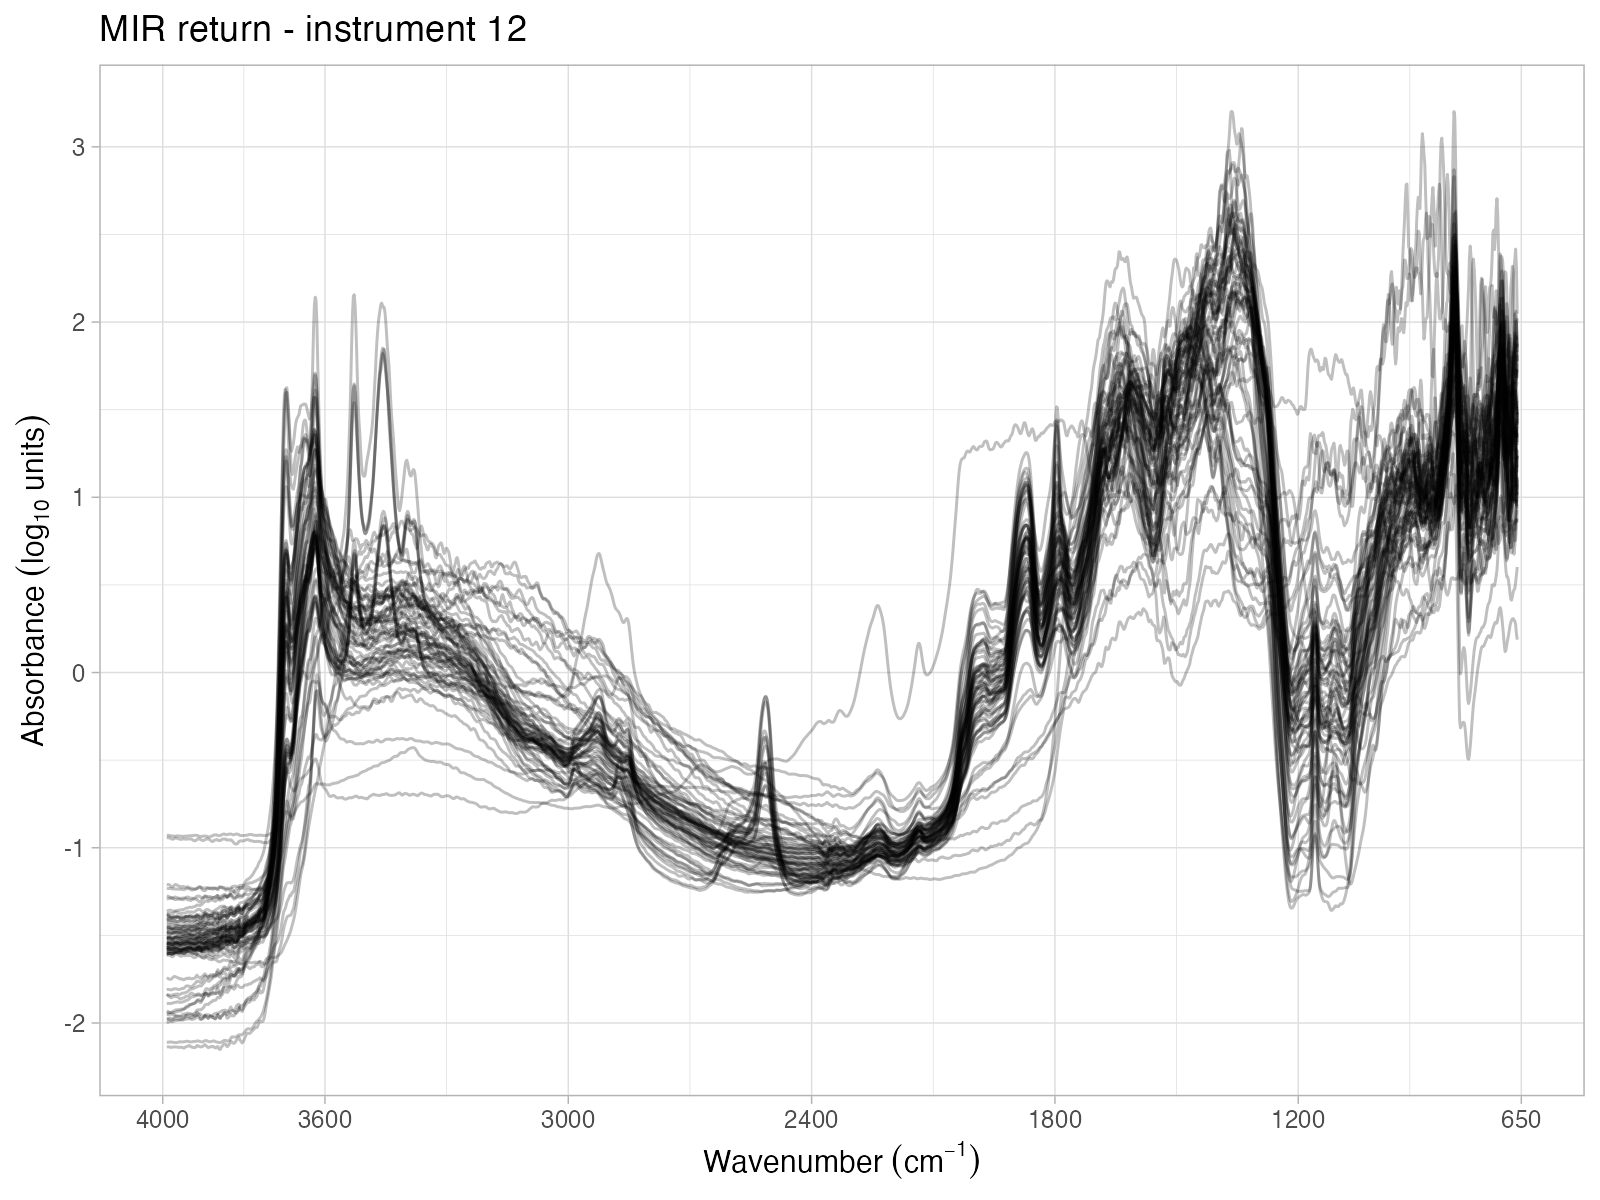 MIR return - instrument 12
Absorbance (log₁₀ units)
3
2
1
0
-1
-2
4000 3600 3000 2400 1800 1200 650
Wavenumber (cm⁻¹)